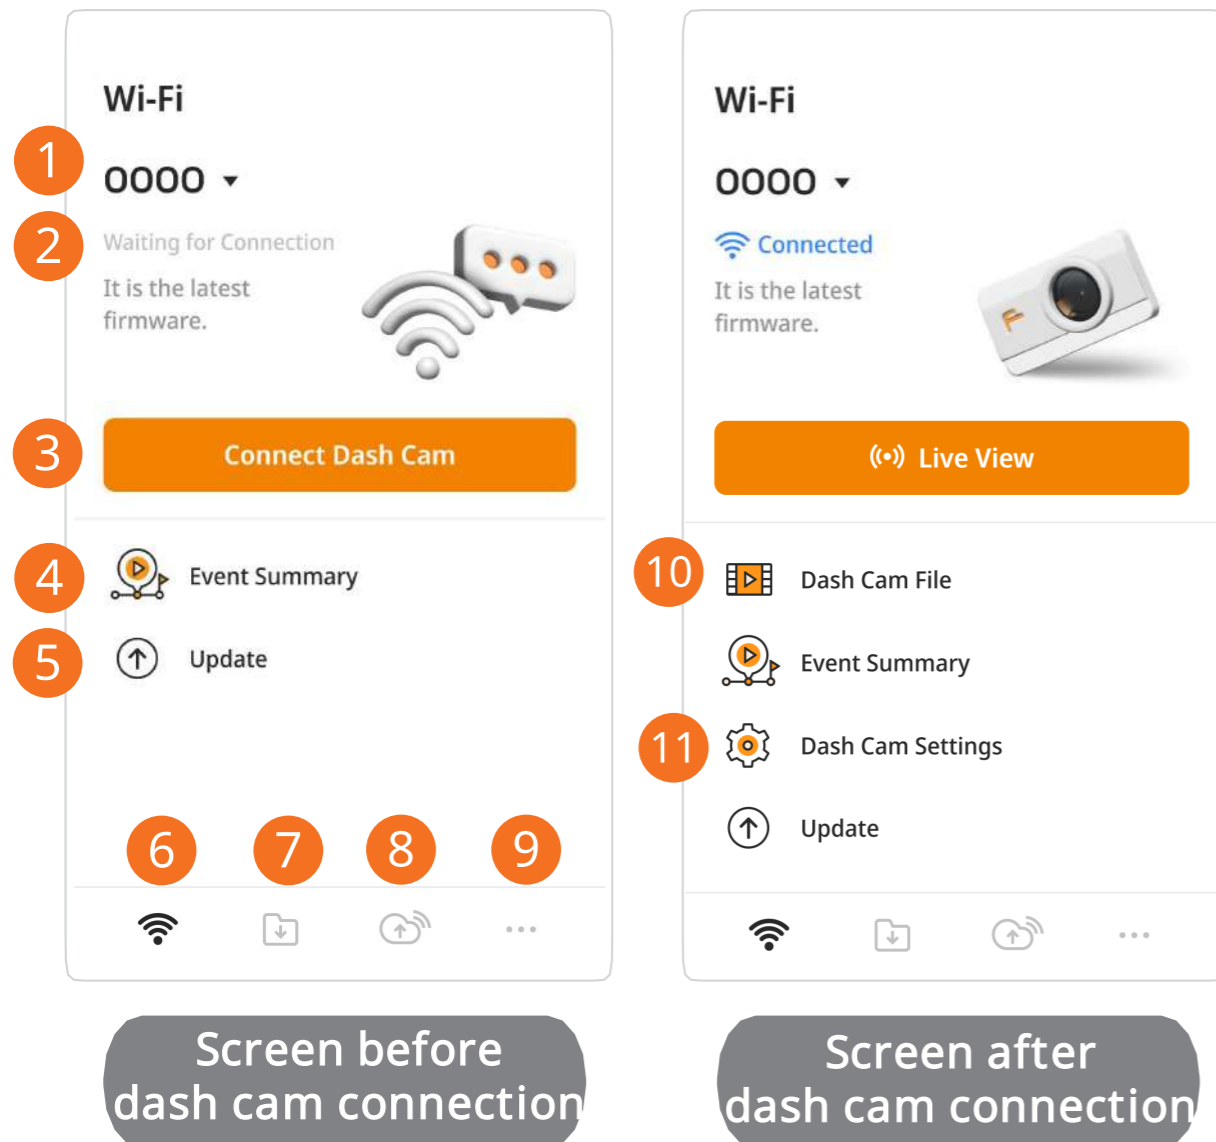 Wi-Fi
1
0000
2
Waiting for Connection
It is the latest
firmware.
3
Connect Dash Cam
4
Event Summary
5
Update
6
7
8
9
Screen before
dash cam connection
Wi-Fi
0000
Connected
It is the latest
firmware.
Live View
10
Dash Cam File
Event Summary
11
Dash Cam Settings
Update
Screen after
dash cam connection